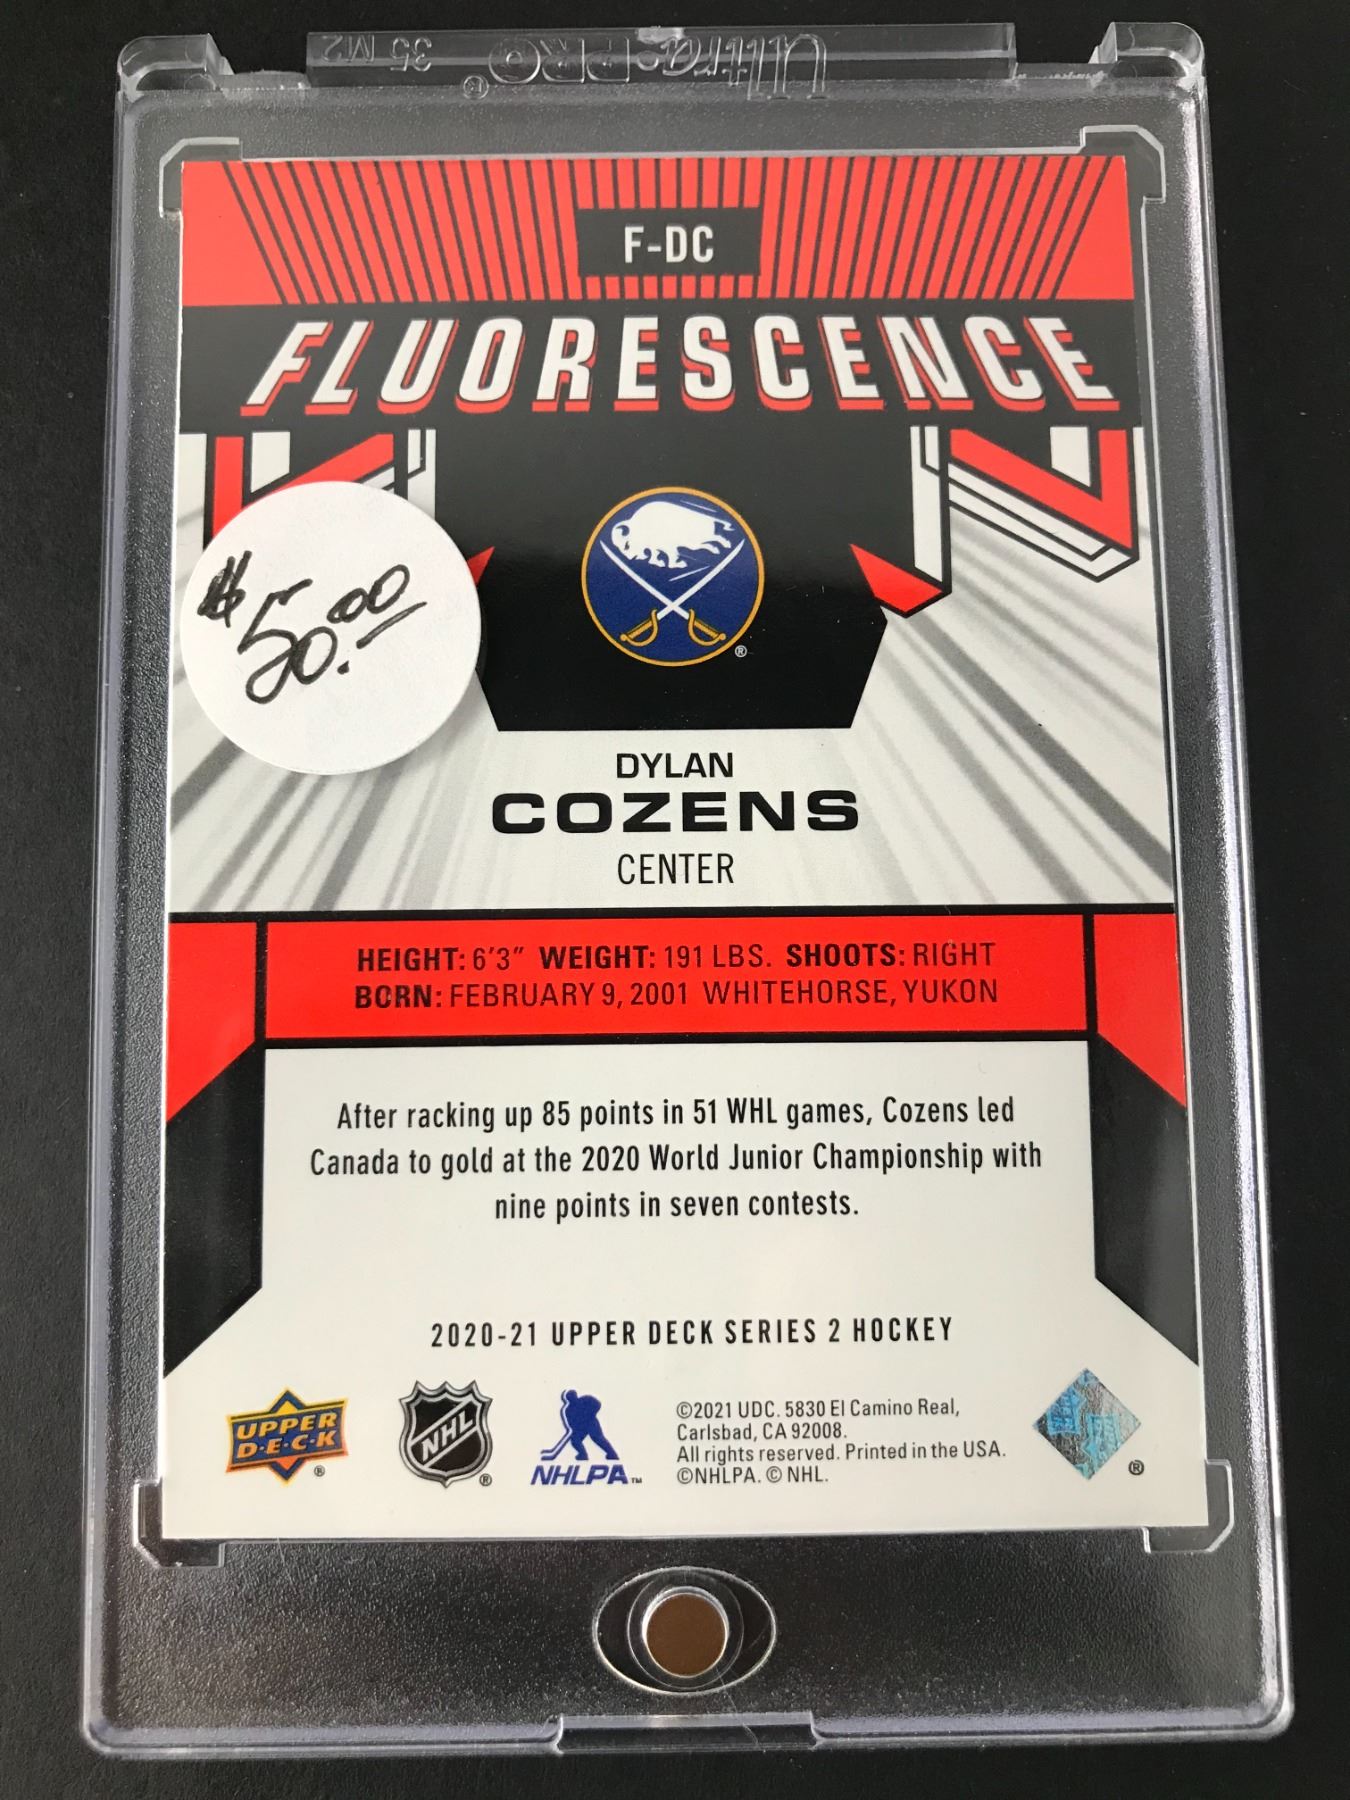 Ultra•PRO® 35 M2
F-DC
FLUORESCENCE
$50.00
®
DYLAN
COZENS
CENTER
HEIGHT: 6'3" WEIGHT: 191 LBS. SHOOTS: RIGHT
BORN: FEBRUARY 9, 2001 WHITEHORSE, YUKON
After racking up 85 points in 51 WHL games, Cozens led
Canada to gold at the 2020 World Junior Championship with
nine points in seven contests.
2020-21 UPPER DECK SERIES 2 HOCKEY
UPPER
D•E•C•K
®
NHL
®
NHLPA™
©2021 UDC. 5830 El Camino Real,
Carlsbad, CA 92008.
All rights reserved. Printed in the USA.
©NHLPA. © NHL.
®